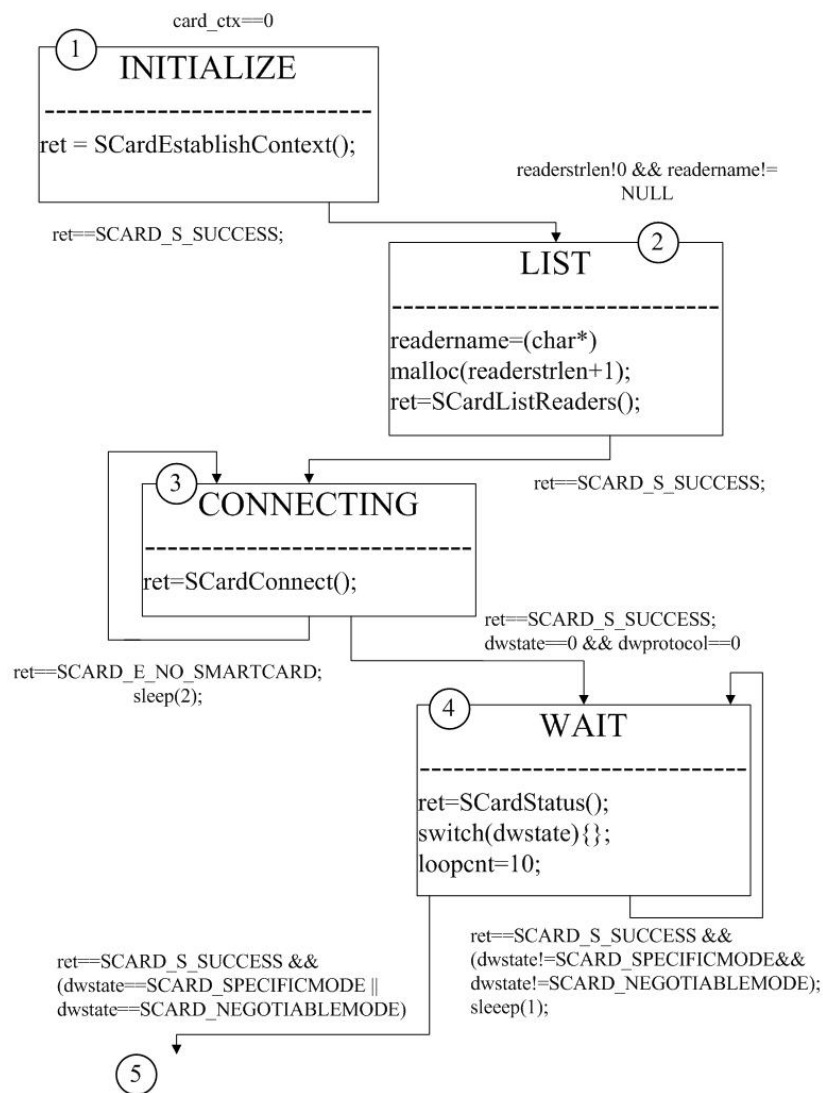 card_ctx==0
1
INITIALIZE
ret = SCardEstablishContext();
readerstrlen!0 && readername!=
NULL
ret==SCARD_S_SUCCESS;
2
LIST
readername=(char*)
malloc(readerstrlen+1);
ret=SCardListReaders();
ret==SCARD_S_SUCCESS;
3
CONNECTING
ret=SCardConnect();
ret==SCARD_S_SUCCESS;
dwstate==0 && dwprotocol==0
ret==SCARD_E_NO_SMARTCARD;
sleep(2);
4
WAIT
ret=SCardStatus();
switch(dwstate){};
loopcnt=10;
ret==SCARD_S_SUCCESS &&
(dwstate==SCARD_SPECIFICMODE ||
dwstate==SCARD_NEGOTIABLEMODE)
ret==SCARD_S_SUCCESS &&
(dwstate!=SCARD_SPECIFICMODE&&
dwstate!=SCARD_NEGOTIABLEMODE);
sleeep(1);
5